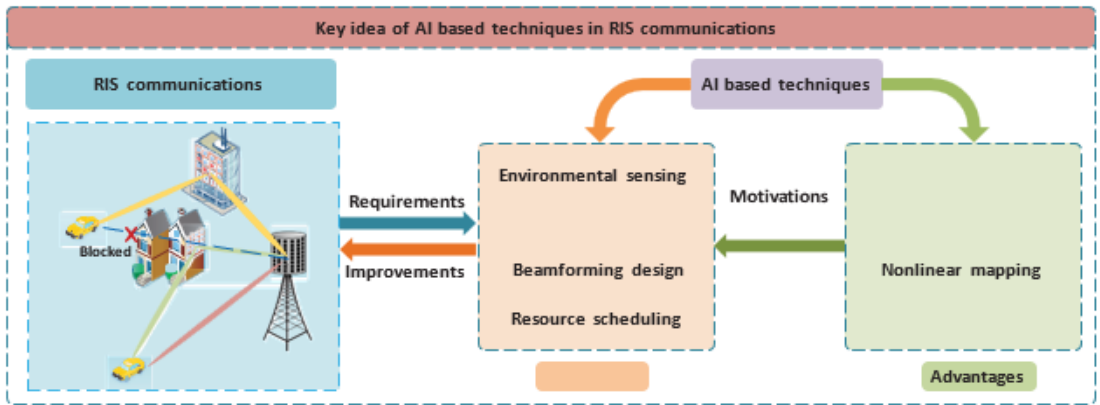 Key idea of AI based techniques in RIS communications
RIS communications
AI based techniques
Blocked
Requirements
Improvements
Environmental sensing
Beamforming design
Resource scheduling
Motivations
Nonlinear mapping
Advantages